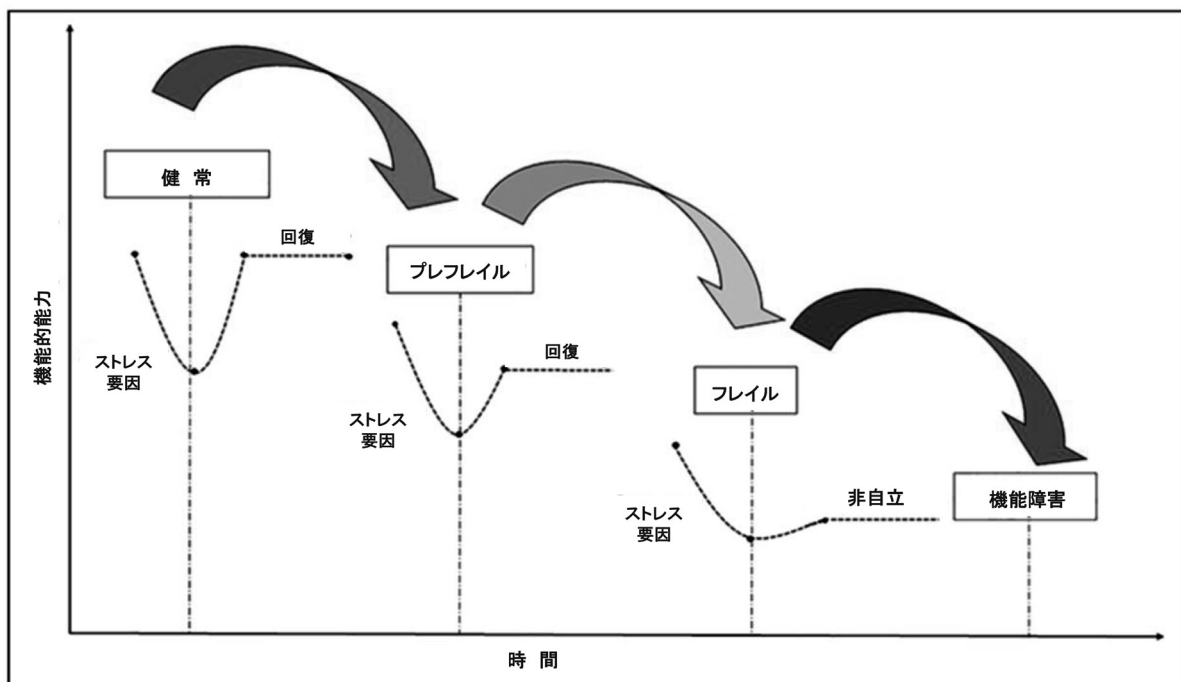 健 常
回復
ストレス
要因
プレフレイル
回復
ストレス
要因
フレイル
ストレス
要因
非自立
機能障害
機能的能力
時 間